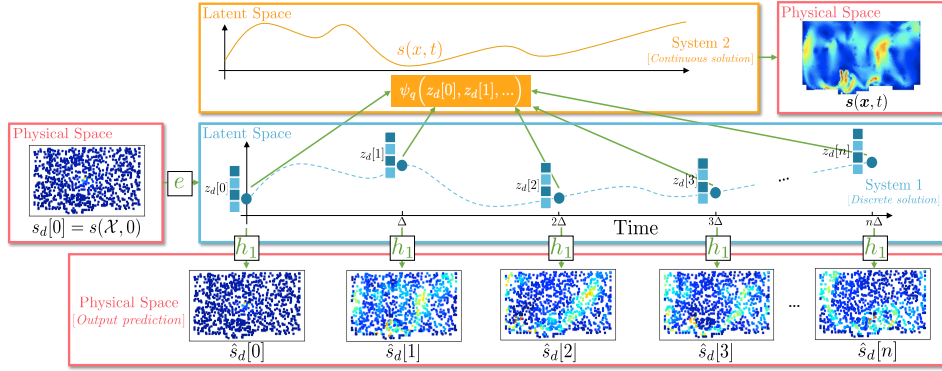 Latent Space
s(x, t)
System 2
[Continuous solution]
ψ_q(z_d[0], z_d[1], ...)
Physical Space
s(x, t)
Physical Space
s_d[0] = s(𝒳, 0)
e
Latent Space
z_d[0]
z_d[1]
z_d[2]
z_d[3]
...
z_d[n]
System 1
[Discrete solution]
Δ
2Δ
Time
3Δ
nΔ
h_1
h_1
h_1
h_1
h_1
Physical Space
[Output prediction]
...
ŝ_d[0]
ŝ_d[1]
ŝ_d[2]
ŝ_d[3]
ŝ_d[n]